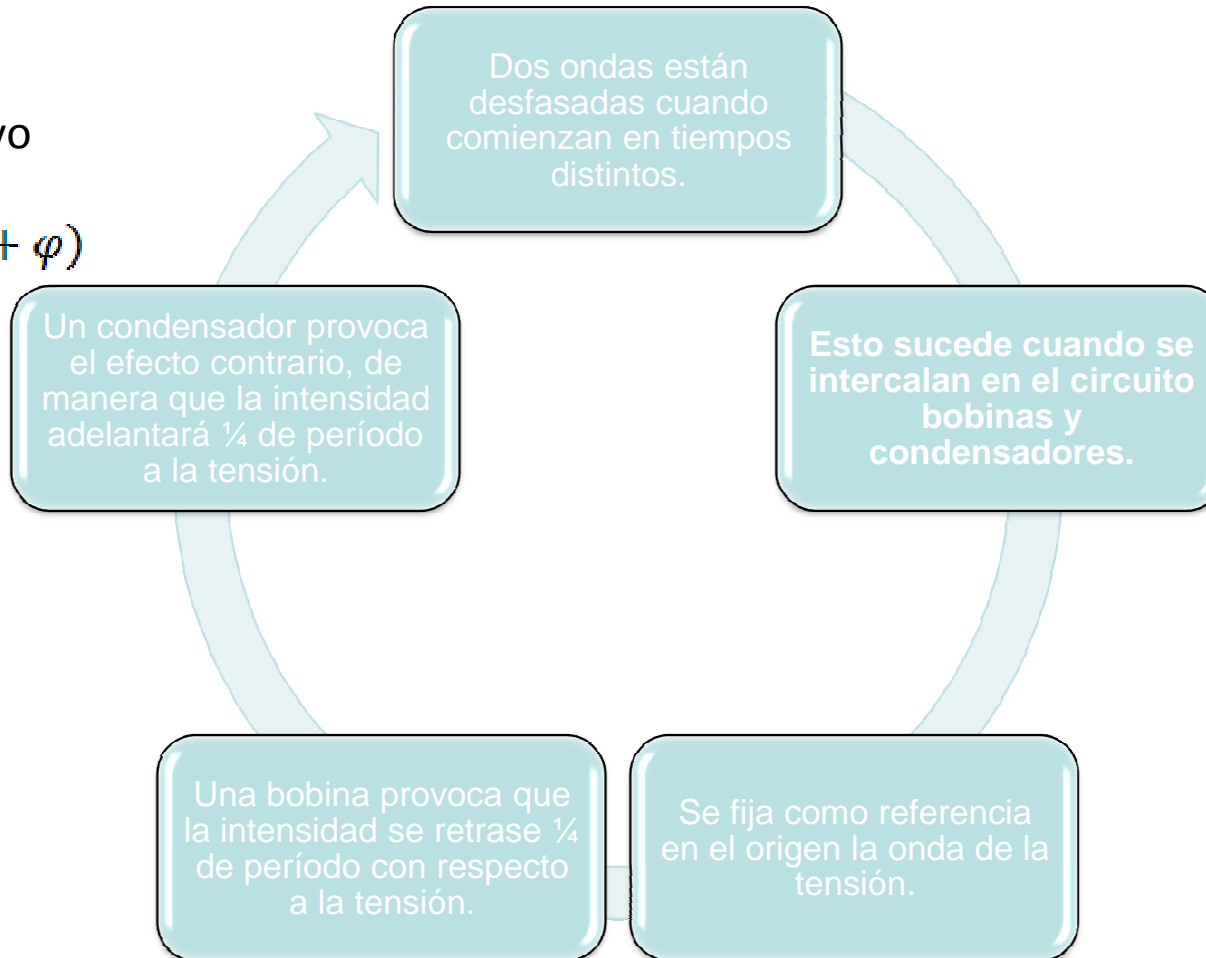 vo
+ φ)
Dos ondas están
desfasadas cuando
comienzan en tiempos
distintos.
Esto sucede cuando se
intercalan en el circuito
bobinas y
condensadores.
Se fija como referencia
en el origen la onda de la
tensión.
Una bobina provoca que
la intensidad se retrase ¼
de período con respecto
a la tensión.
Un condensador provoca
el efecto contrario, de
manera que la intensidad
adelantará ¼ de período
a la tensión.